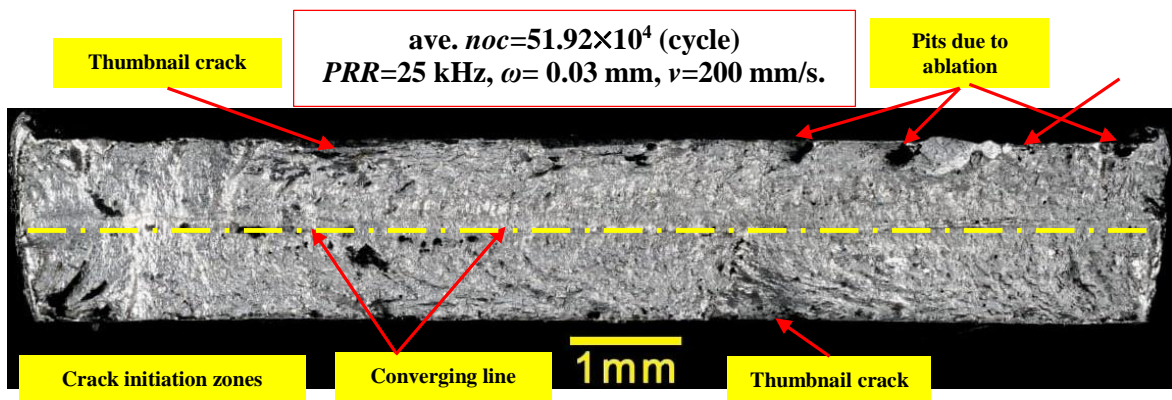 ave. noc=51.92×10⁴ (cycle)
PRR=25 kHz, ω= 0.03 mm, v=200 mm/s.
Thumbnail crack
Pits due to
ablation
1mm
Crack initiation zones
Converging line
Thumbnail crack